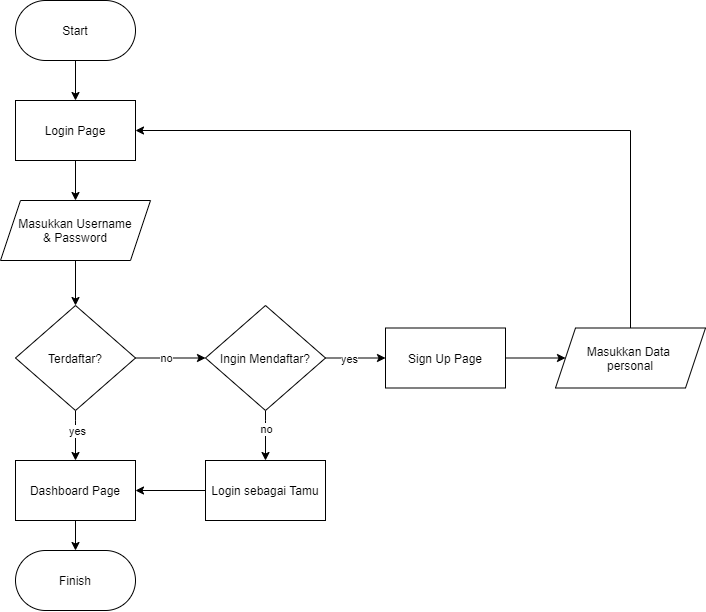 Start
Login Page
Masukkan Username
& Password
Terdaftar?
no
Ingin Mendaftar?
yes
Sign Up Page
Masukkan Data
personal
yes
no
Dashboard Page
Login sebagai Tamu
Finish